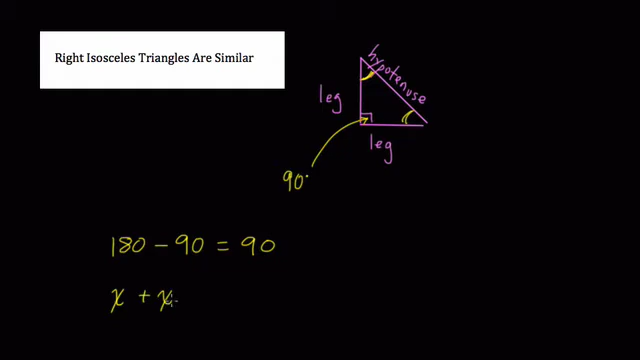 Right Isosceles Triangles Are Similar
hypotenuse
leg
leg
90°
180 - 90 = 90
x + x